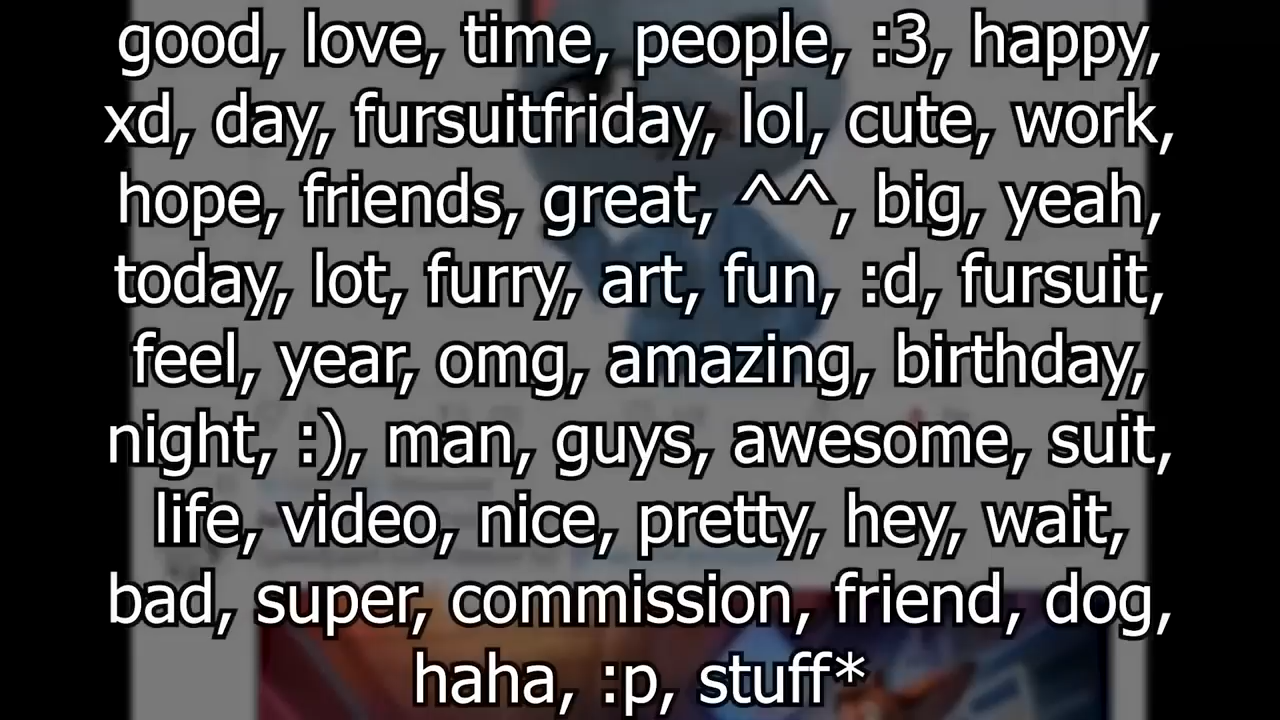 good, love, time, people, :3, happy,
xd, day, fursuitfriday, lol, cute, work,
hope, friends, great, ^^, big, yeah,
today, lot, furry, art, fun, :d, fursuit,
feel, year, omg, amazing, birthday,
night, :), man, guys, awesome, suit,
life, video, nice, pretty, hey, wait,
bad, super, commission, friend, dog,
haha, :p, stuff*